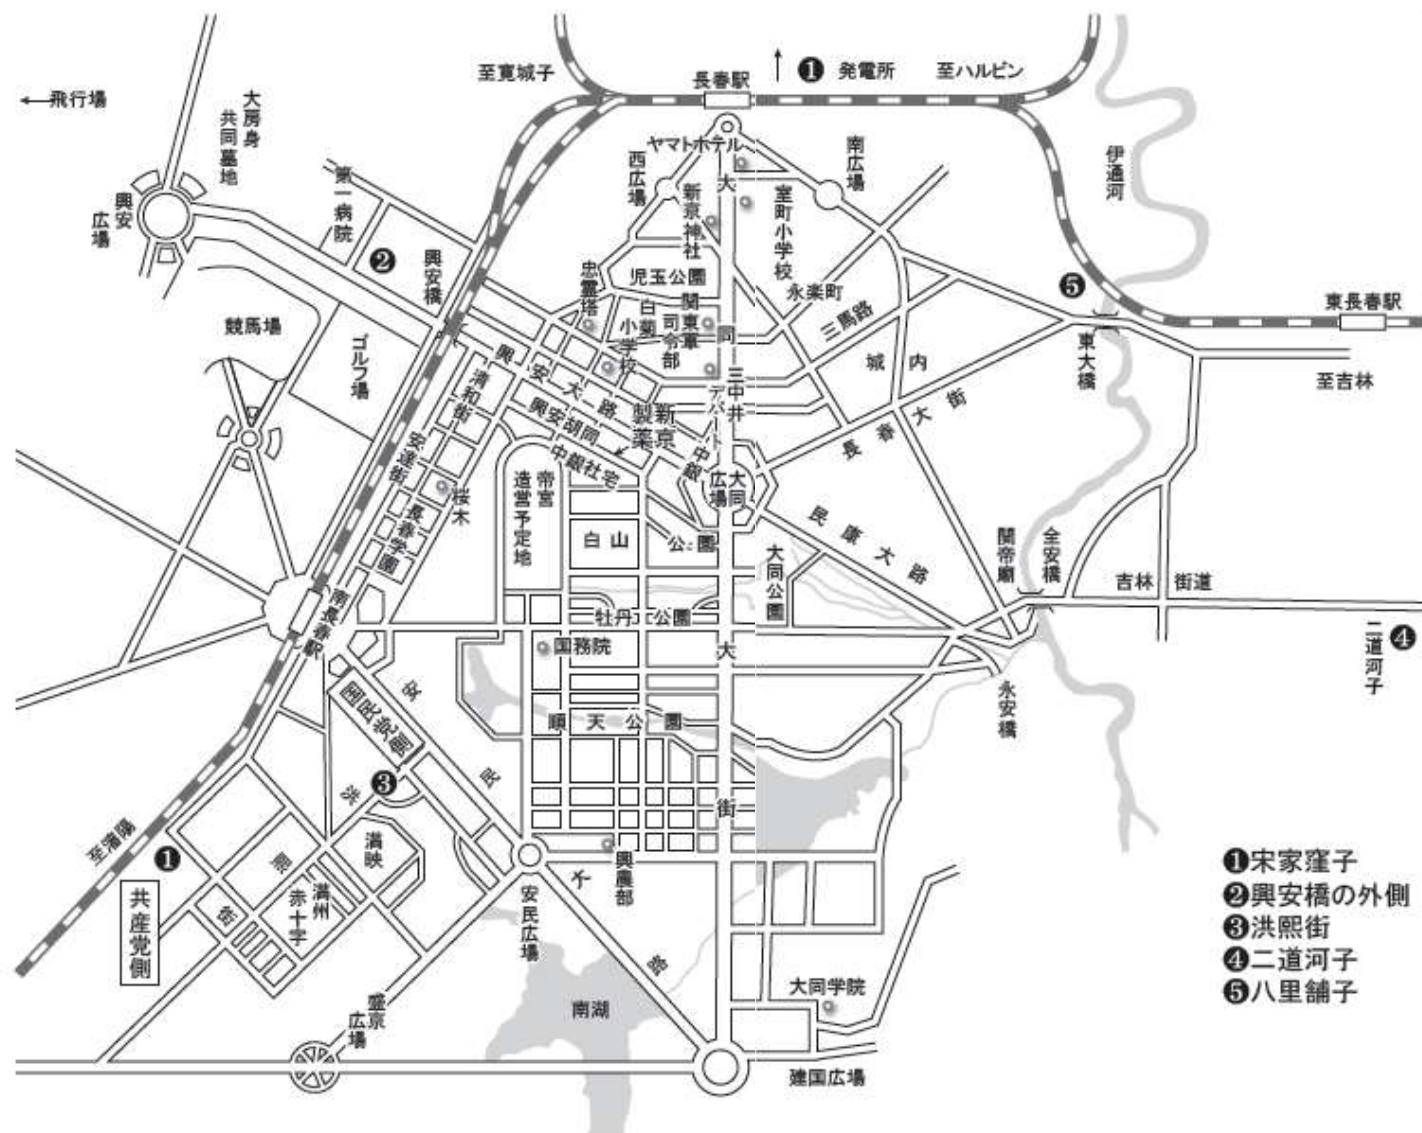 至寛城子
長春駅
↑❶ 発電所
至ハルビン
←飛行場
大房身
共同墓地
ヤマトホテル
西広場
南広場
伊通河
興安
広場
第一
病院
❷
興安橋
新京神社
室町小学校
忠霊塔
児玉公園
永楽町
❺
東長春駅
白菊
小学校
関東軍
司令部
三馬路
競馬場
ゴルフ場
城内
東大橋
至吉林
興安大路
清和街
三中井
デパート
興安胡同
新京
製薬
長春大街
安達街
中銀社宅
中銀
大同
広場
桜木
長春学園
帝宮
造営予定地
白山公園
民康大路
大同公園
関帝廟
全安橋
吉林街道
南長春駅
牡丹公園
国務院
二道河子
❹
永安橋
大同大街
国民党側
安民大路
順天公園
❸
洪熙街
至瀋陽
❶
共産党側
満映
満州
赤十字
安民広場
興農部
盛京
広場
南湖
大同学院
建国広場
❶宋家窪子
❷興安橋の外側
❸洪熙街
❹二道河子
❺八里舗子